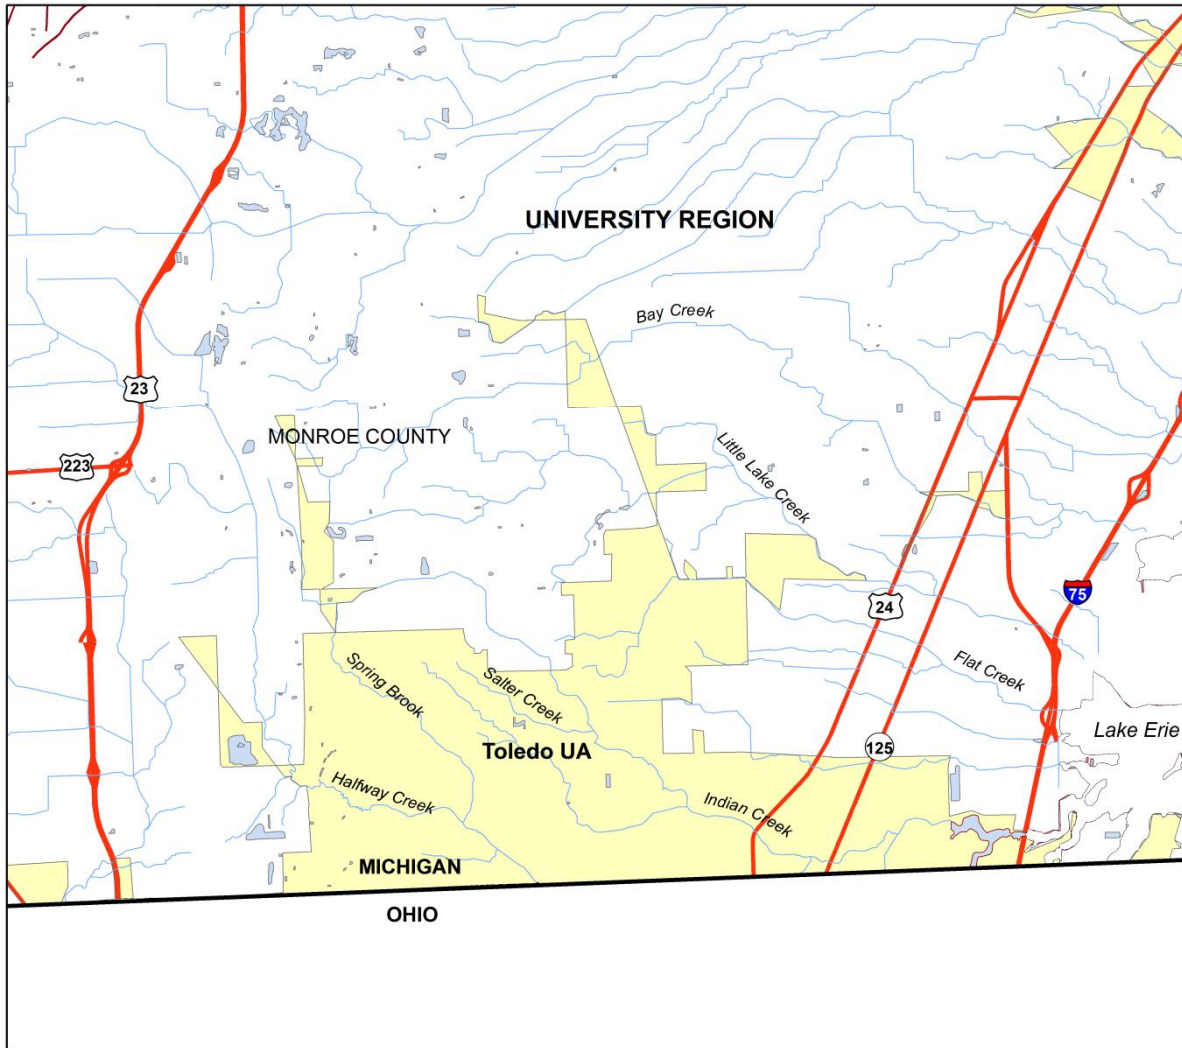 UNIVERSITY REGION
Bay Creek
23
MONROE COUNTY
223
Little Lake Creek
75
24
Flat Creek
Spring Brook
Salter Creek
Lake Erie
Toledo UA
125
Halfway Creek
Indian Creek
MICHIGAN
OHIO